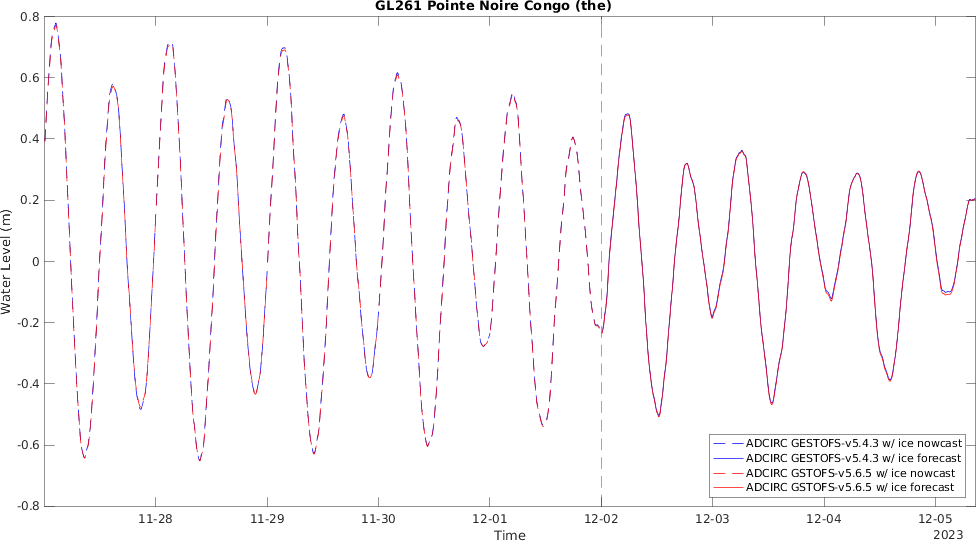 GL261 Pointe Noire Congo (the)
0.8
0.6
0.4
0.2
0
-0.2
-0.4
-0.6
-0.8
Water Level (m)
ADCIRC GESTOFS-v5.4.3 w/ ice nowcast
ADCIRC GESTOFS-v5.4.3 w/ ice forecast
ADCIRC GSTOFS-v5.6.5 w/ ice nowcast
ADCIRC GSTOFS-v5.6.5 w/ ice forecast
11-28 11-29 11-30 12-01 12-02 12-03 12-04 12-05
Time
2023